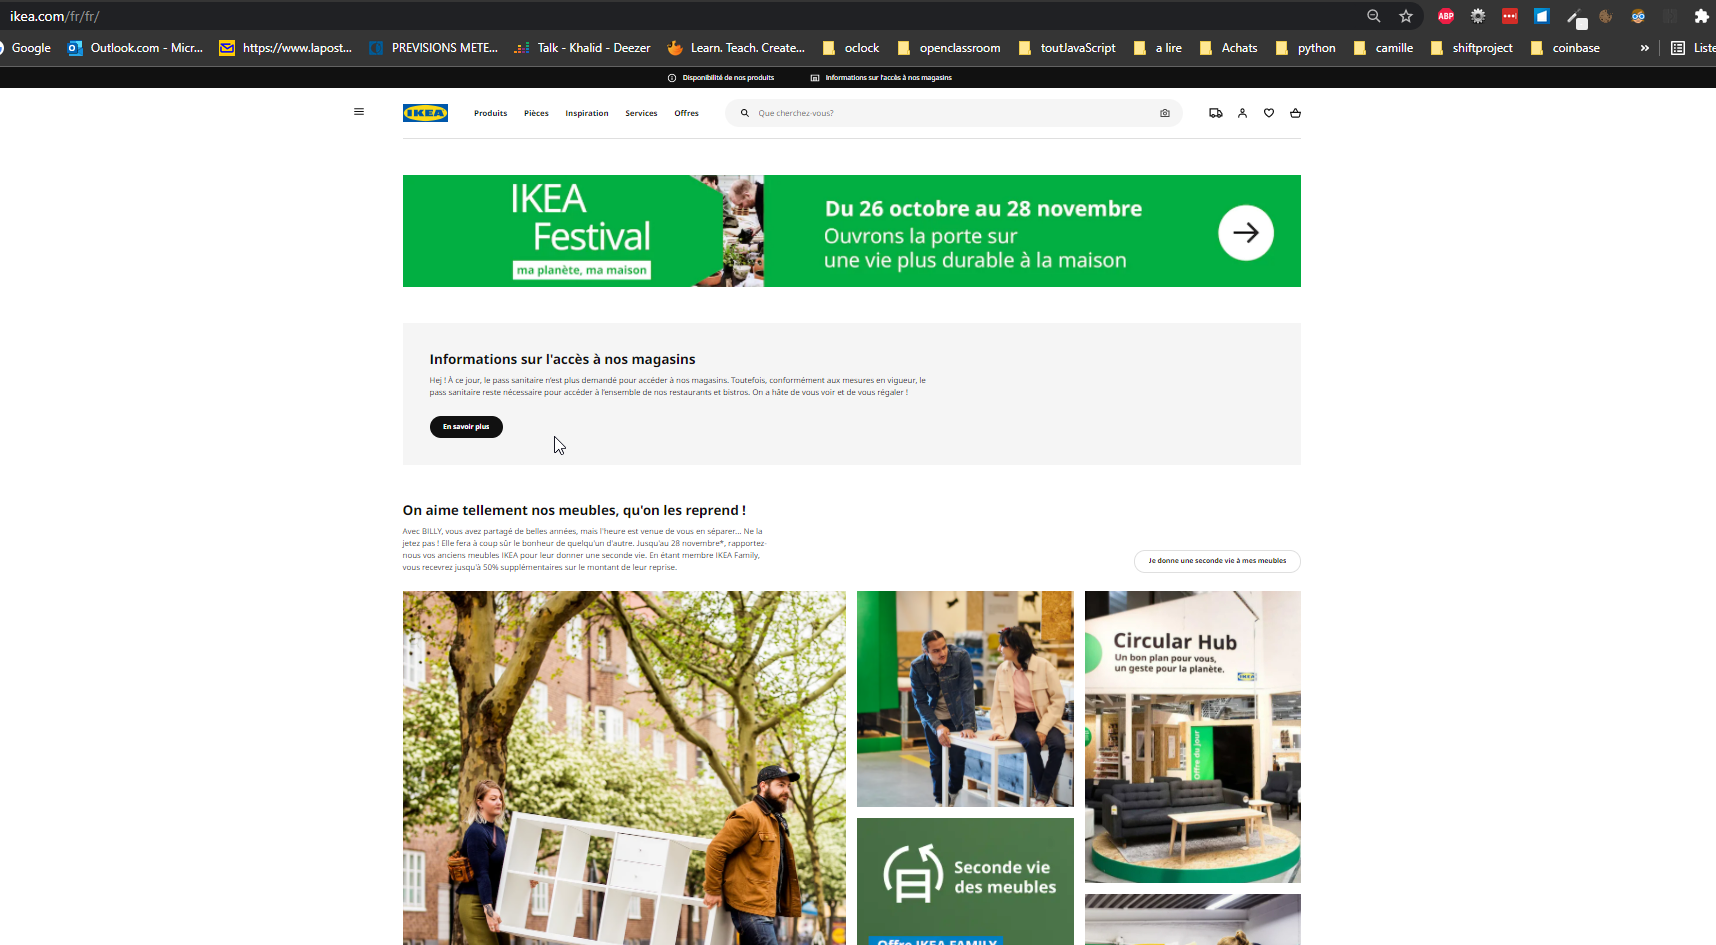 ikea.com/fr/fr/
ABP
Google
Outlook.com - Micr...
https://www.lapost...
PREVISIONS METE...
Talk - Khalid - Deezer
Learn. Teach. Create...
oclock
openclassroom
toutJavaScript
a lire
Achats
python
camille
shiftproject
coinbase
»
Liste
Disponibilité de nos produits
Informations sur l'accès à nos magasins
IKEA
Produits
Pièces
Inspiration
Services
Offres
Que cherchez-vous?
IKEA
Festival
ma planète, ma maison
Du 26 octobre au 28 novembre
Ouvrons la porte sur
une vie plus durable à la maison
Informations sur l'accès à nos magasins
Hej ! À ce jour, le pass sanitaire n'est plus demandé pour accéder à nos magasins. Toutefois, conformément aux mesures en vigueur, le
pass sanitaire reste nécessaire pour accéder à l'ensemble de nos restaurants et bistros. On a hâte de vous voir et de vous régaler !
En savoir plus
On aime tellement nos meubles, qu'on les reprend !
Avec BILLY, vous avez partagé de belles années, mais l'heure est venue de vous en séparer... Ne la
jetez pas ! Elle fera à coup sûr le bonheur de quelqu'un d'autre. Jusqu'au 28 novembre*, rapportez-
nous vos anciens meubles IKEA pour leur donner une seconde vie. En étant membre IKEA Family,
vous recevrez jusqu'à 50% supplémentaires sur le montant de leur reprise.
Je donne une seconde vie à mes meubles
Circular Hub
Un bon plan pour vous,
un geste pour la planète.
IKEA
Offre du jour
Seconde vie
des meubles
Offre IKEA FAMILY